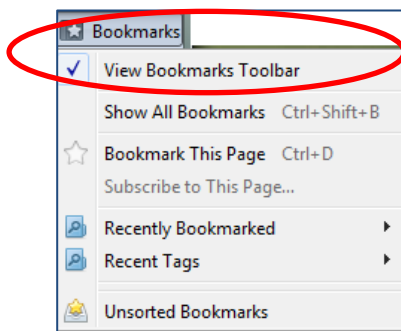 Bookmarks
View Bookmarks Toolbar
Show All Bookmarks Ctrl+Shift+B
Bookmark This Page Ctrl+D
Subscribe to This Page...
Recently Bookmarked
Recent Tags
Unsorted Bookmarks